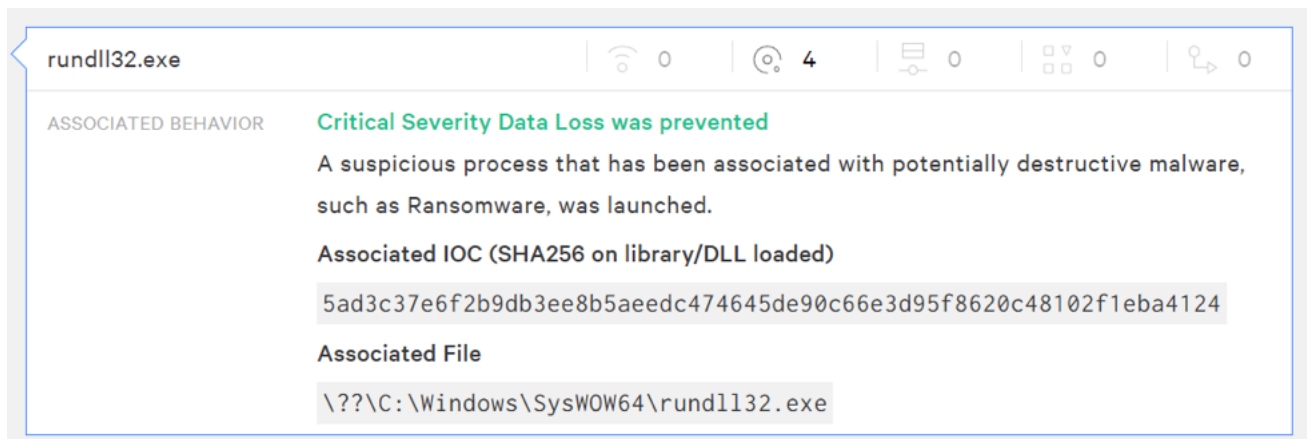 rundll32.exe 0 4 0 0 0
ASSOCIATED BEHAVIOR Critical Severity Data Loss was prevented
A suspicious process that has been associated with potentially destructive malware,
such as Ransomware, was launched.
Associated IOC (SHA256 on library/DLL loaded)
5ad3c37e6f2b9db3ee8b5aeedc474645de90c66e3d95f8620c48102f1eba4124
Associated File
\??\C:\Windows\SysWOW64\rundll32.exe